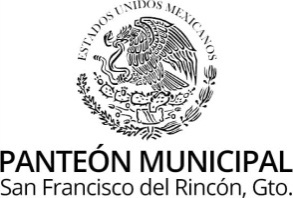 ESTADOS UNIDOS MEXICANOS
PANTEÓN MUNICIPAL
San Francisco del Rincón, Gto.